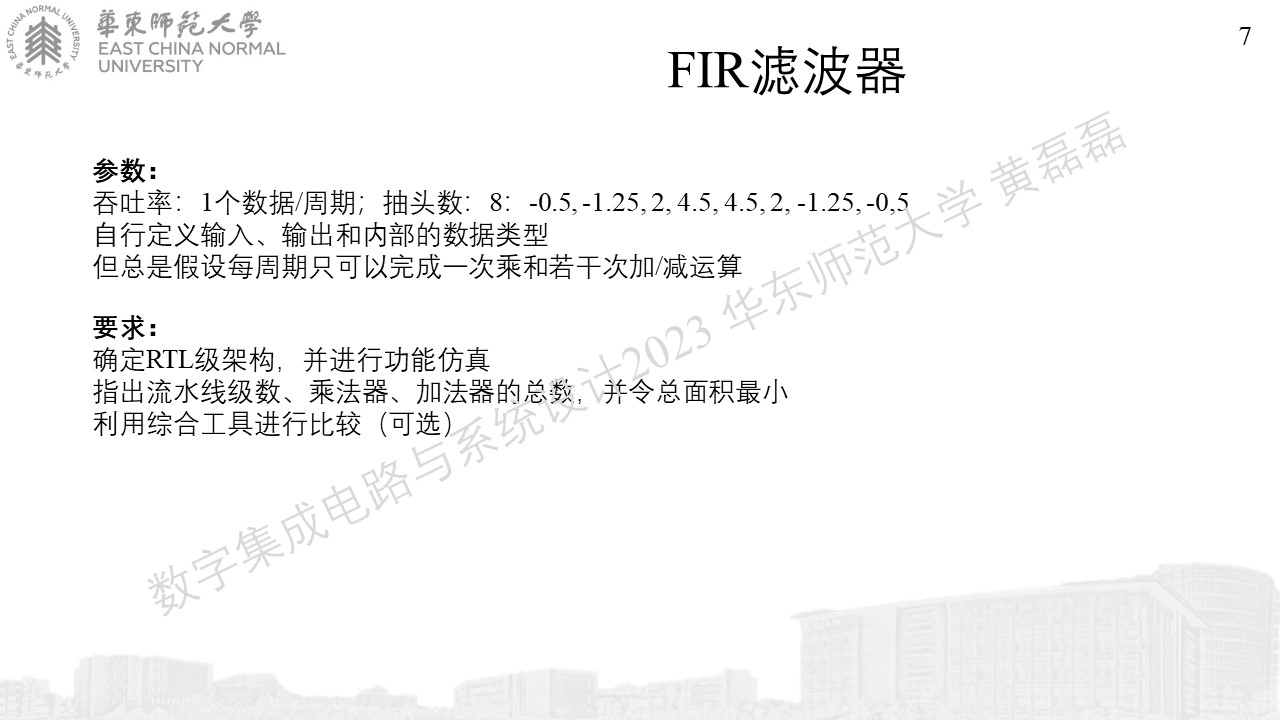 華東師範大學
EAST CHINA NORMAL
UNIVERSITY
EAST CHINA NORMAL UNIVERSITY
華東师范大学
7
FIR滤波器
参数：
吞吐率：1个数据/周期；抽头数：8：-0.5, -1.25, 2, 4.5, 4.5, 2, -1.25, -0,5
自行定义输入、输出和内部的数据类型
但总是假设每周期只可以完成一次乘和若干次加/减运算
要求：
确定RTL级架构，并进行功能仿真
指出流水线级数、乘法器、加法器的总数，并令总面积最小
利用综合工具进行比较（可选）
数字集成电路与系统设计2023 华东师范大学 黄磊磊